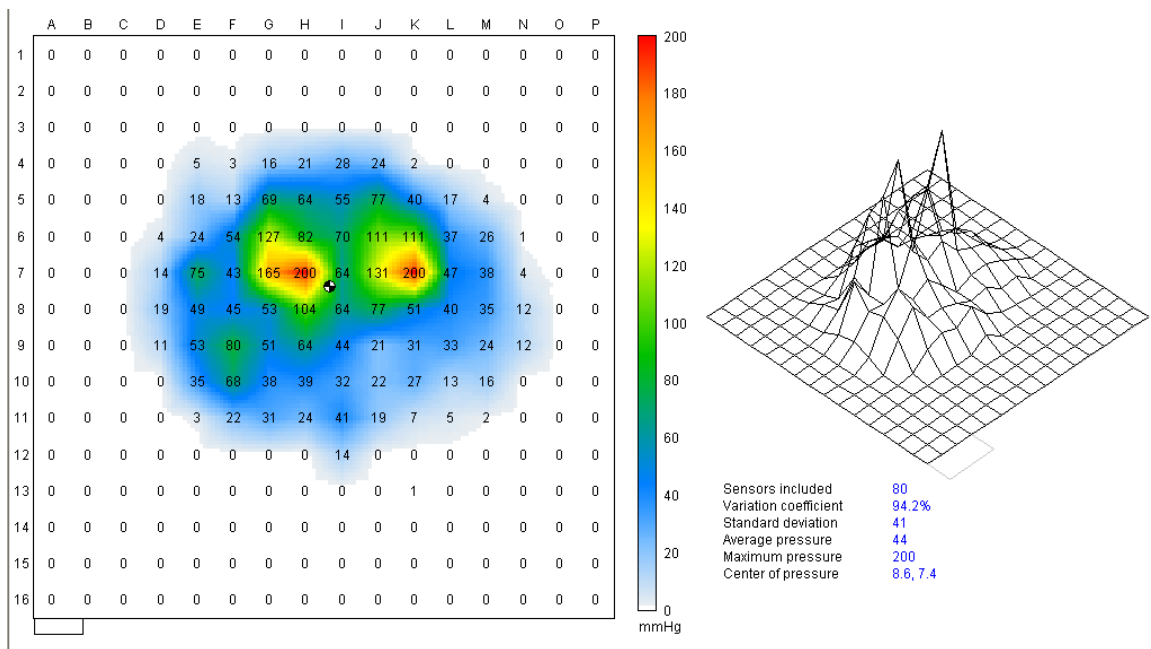 A B C D E F G H I J K L M N O P
1 0 0 0 0 0 0 0 0 0 0 0 0 0 0 0 0
2 0 0 0 0 0 0 0 0 0 0 0 0 0 0 0 0
3 0 0 0 0 0 0 0 0 0 0 0 0 0 0 0 0
4 0 0 0 0 5 3 16 21 28 24 2 0 0 0 0 0
5 0 0 0 0 18 13 69 64 55 77 40 17 4 0 0 0
6 0 0 0 4 24 54 127 82 70 111 111 37 26 1 0 0
7 0 0 0 14 75 43 165 200 64 131 200 47 38 4 0 0
8 0 0 0 19 49 45 53 104 64 77 51 40 35 12 0 0
9 0 0 0 11 53 80 51 64 44 21 31 33 24 12 0 0
10 0 0 0 0 35 68 38 39 32 22 27 13 16 0 0 0
11 0 0 0 0 3 22 31 24 41 19 7 5 2 0 0 0
12 0 0 0 0 0 0 0 0 14 0 0 0 0 0 0 0
13 0 0 0 0 0 0 0 0 0 0 1 0 0 0 0 0
14 0 0 0 0 0 0 0 0 0 0 0 0 0 0 0 0
15 0 0 0 0 0 0 0 0 0 0 0 0 0 0 0 0
16 0 0 0 0 0 0 0 0 0 0 0 0 0 0 0 0
200
180
160
140
120
100
80
60
40
20
0
mmHg
Sensors included 80
Variation coefficient 94.2%
Standard deviation 41
Average pressure 44
Maximum pressure 200
Center of pressure 8.6, 7.4